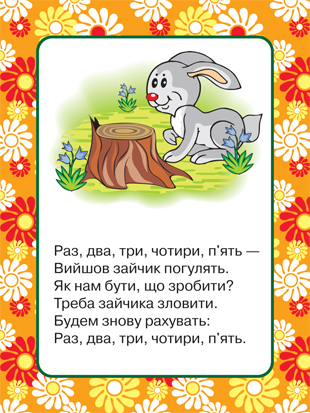 Раз, два, три, чотири, п'ять —
Вийшов зайчик погулять.
Як нам бути, що зробити?
Треба зайчика зловити.
Будем знову рахувать:
Раз, два, три, чотири, п'ять.